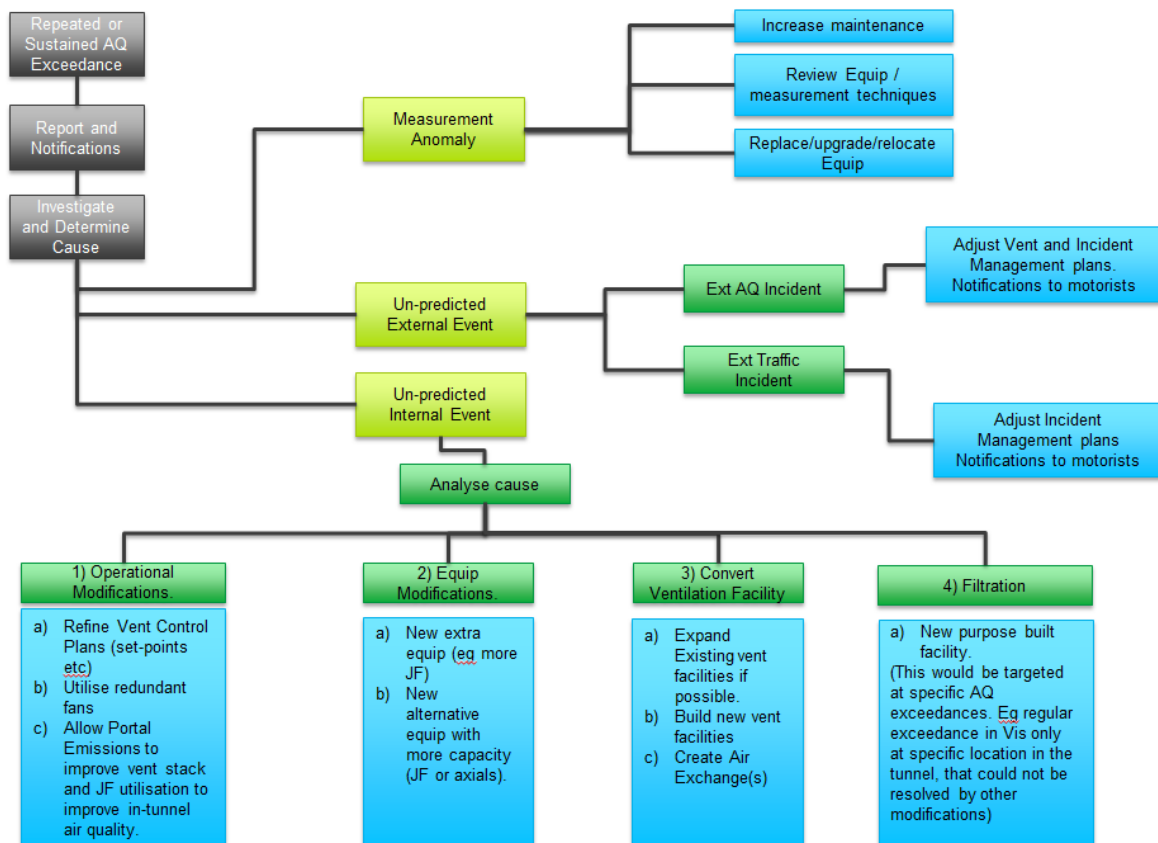 Repeated or
Sustained AQ
Exceedance
Report and
Notifications
Investigate
and Determine
Cause
Measurement
Anomaly
Increase maintenance
Review Equip /
measurement techniques
Replace/upgrade/relocate
Equip
Un-predicted
External Event
Ext AQ Incident
Adjust Vent and Incident
Management plans.
Notifications to motorists
Ext Traffic
Incident
Adjust Incident
Management plans
Notifications to motorists
Un-predicted
Internal Event
Analyse cause
1) Operational
Modifications.
a) Refine Vent Control
Plans (set-points
etc)
b) Utilise redundant
fans
c) Allow Portal
Emissions to
improve vent stack
and JF utilisation to
improve in-tunnel
air quality.
2) Equip
Modifications.
a) New extra
equip (eg more
JF)
b) New
alternative
equip with
more capacity
(JF or axials).
3) Convert
Ventilation Facility
a) Expand
Existing vent
facilities if
possible.
b) Build new vent
facilities
c) Create Air
Exchange(s)
4) Filtration
a) New purpose built
facility.
(This would be targeted
at specific AQ
exceedances. Eg regular
exceedance in Vis only
at specific location in the
tunnel, that could not be
resolved by other
modifications)